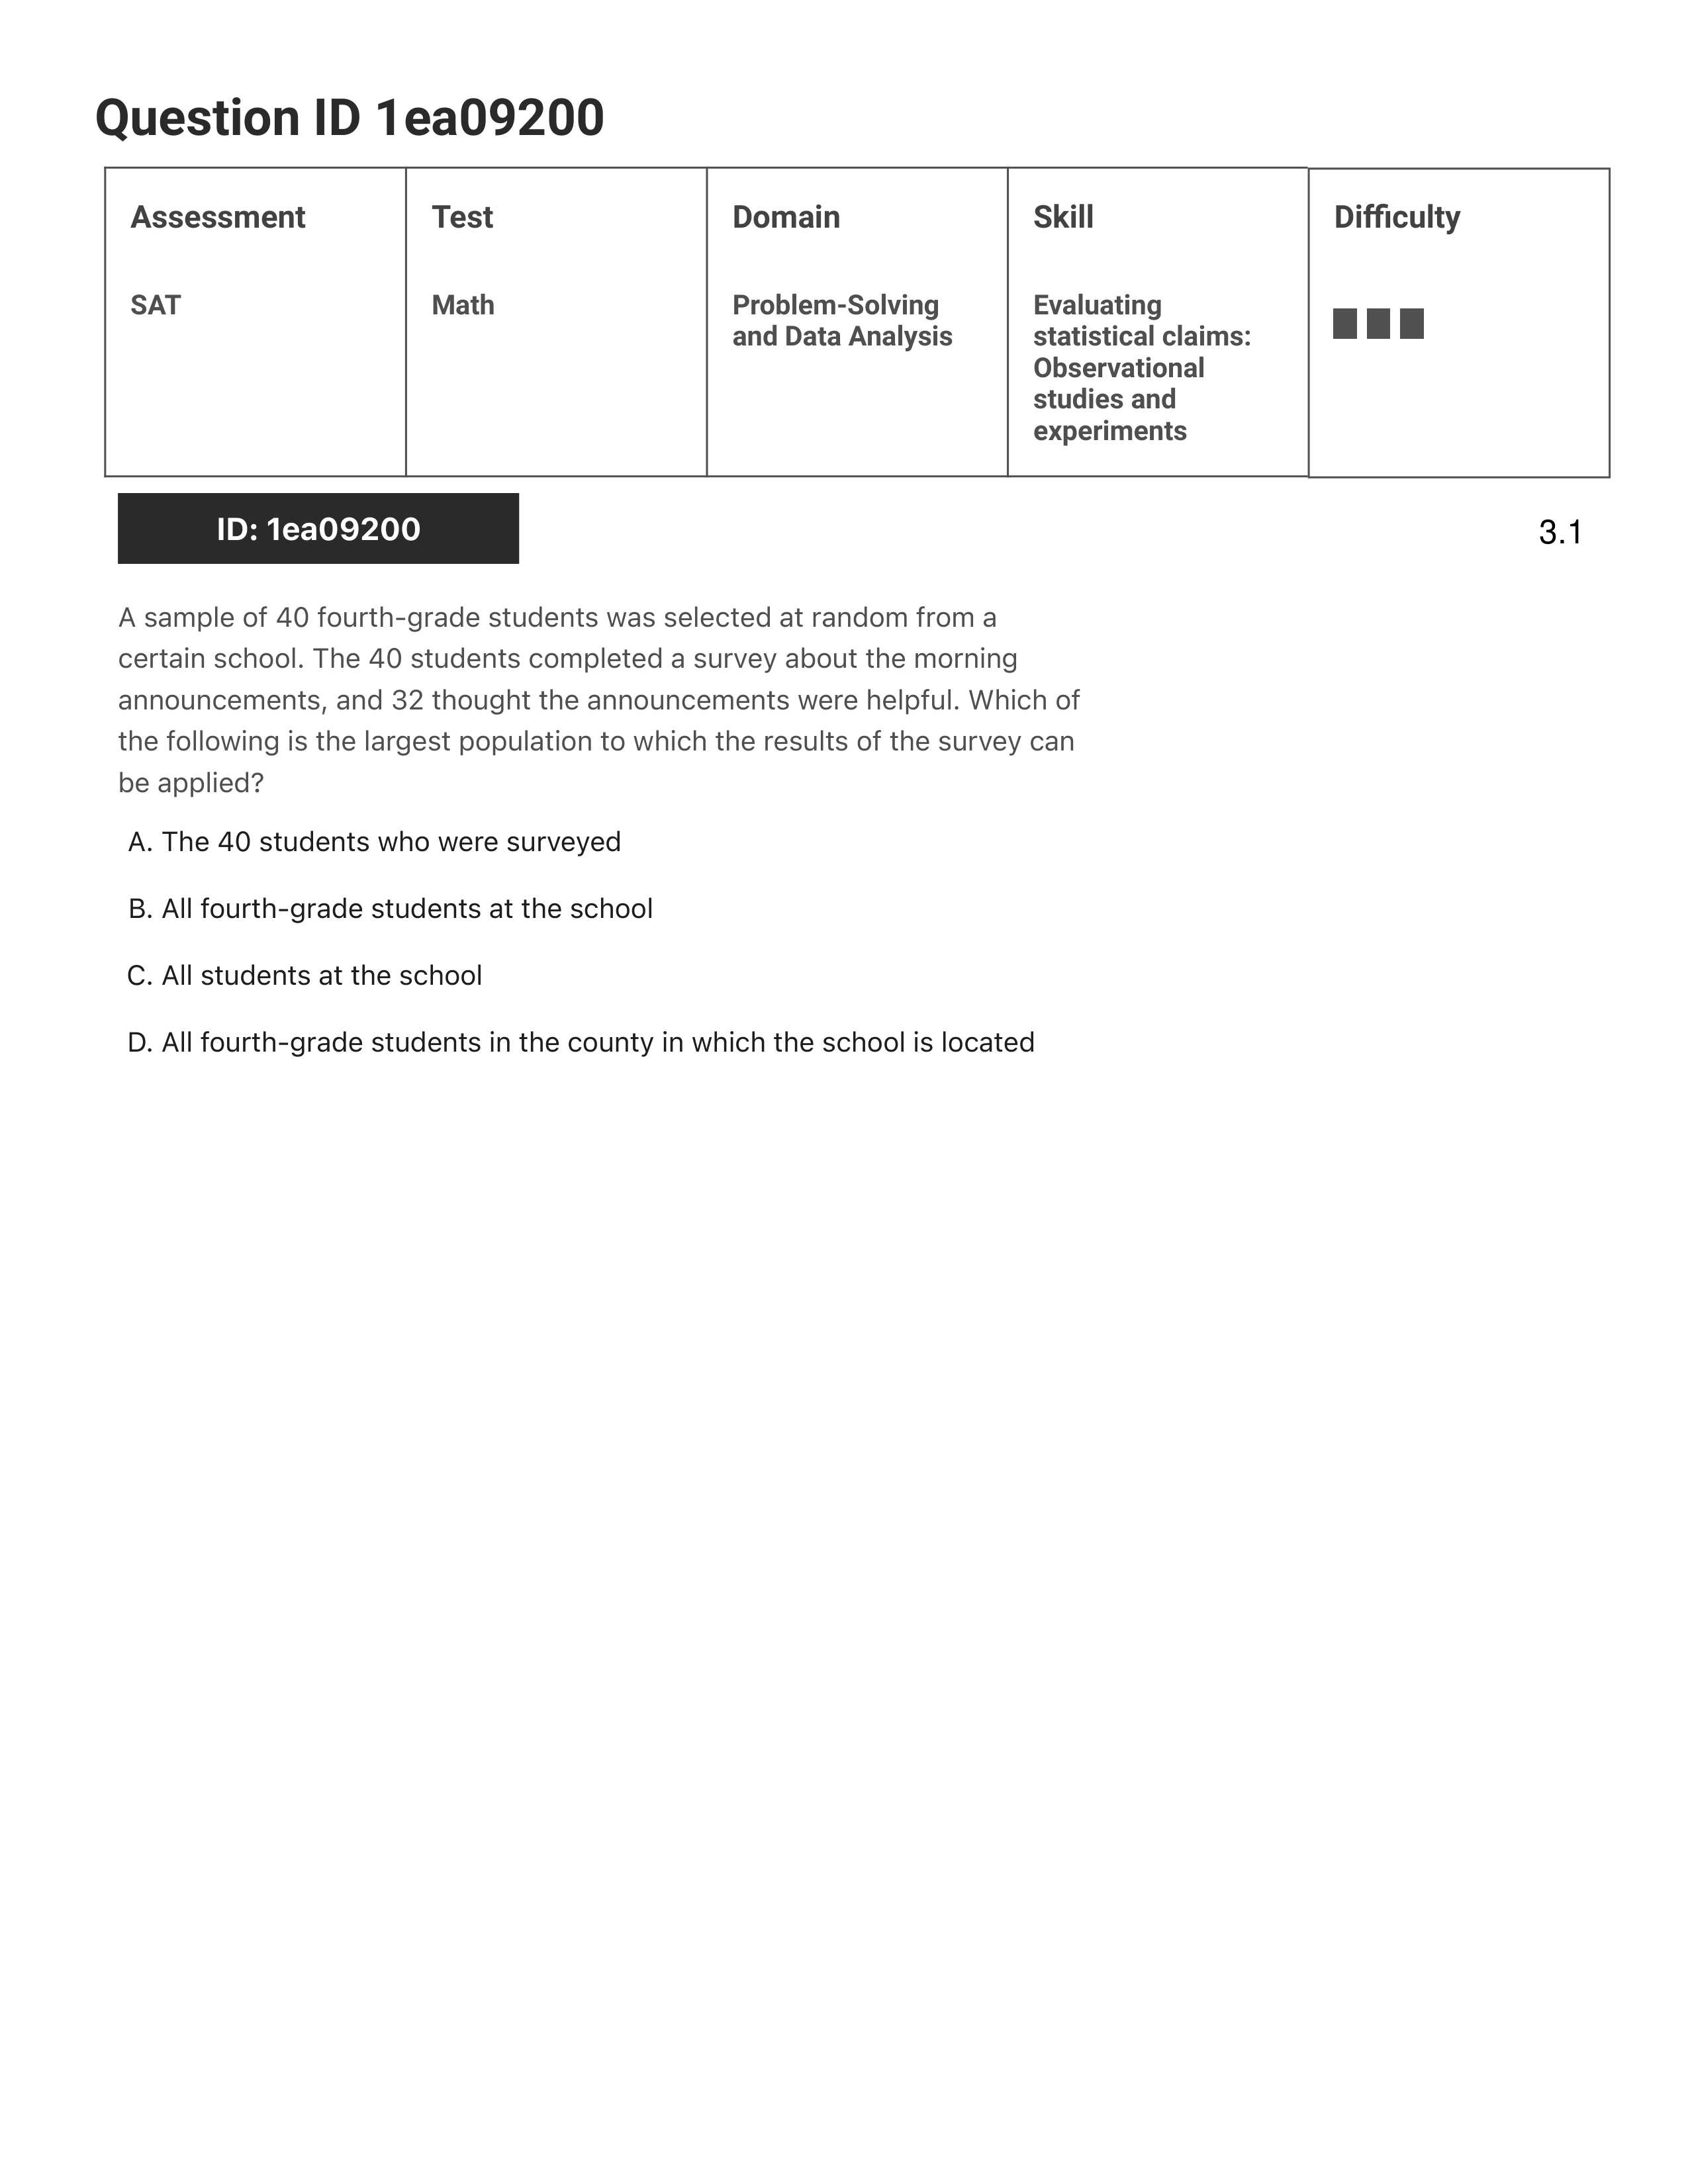 Question ID 1ea09200
Assessment
Test
Domain
Skill
Difficulty
SAT
Math
Problem-Solving
and Data Analysis
Evaluating
statistical claims:
Observational
studies and
experiments
ID: 1ea09200
3.1
A sample of 40 fourth-grade students was selected at random from a
certain school. The 40 students completed a survey about the morning
announcements, and 32 thought the announcements were helpful. Which of
the following is the largest population to which the results of the survey can
be applied?
A. The 40 students who were surveyed
B. All fourth-grade students at the school
C. All students at the school
D. All fourth-grade students in the county in which the school is located